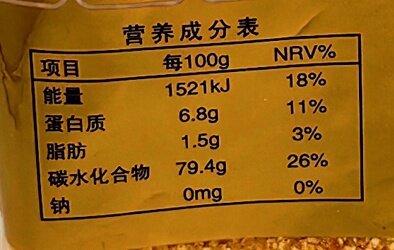 营养成分表
项目 每100g NRV%
能量 1521kJ 18%
蛋白质 6.8g 11%
脂肪 1.5g 3%
碳水化合物 79.4g 26%
钠 0mg 0%